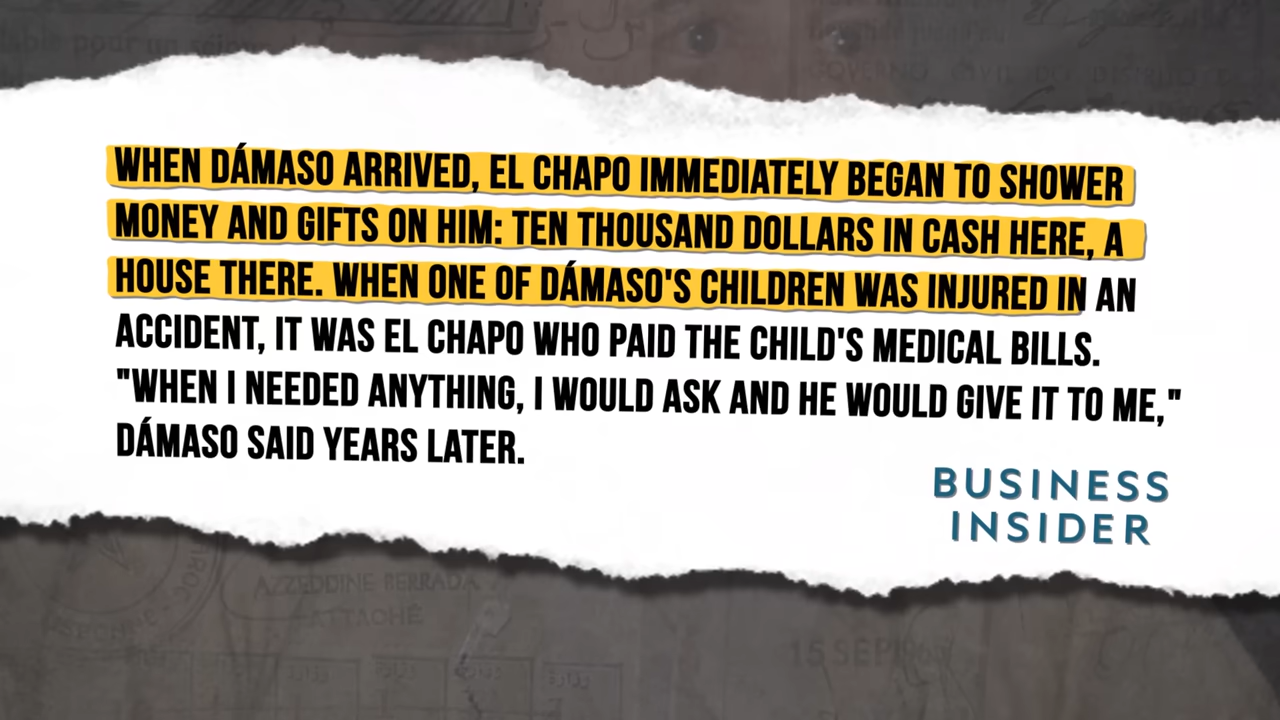 WHEN DÁMASO ARRIVED, EL CHAPO IMMEDIATELY BEGAN TO SHOWER
MONEY AND GIFTS ON HIM: TEN THOUSAND DOLLARS IN CASH HERE, A
HOUSE THERE. WHEN ONE OF DÁMASO'S CHILDREN WAS INJURED IN AN
ACCIDENT, IT WAS EL CHAPO WHO PAID THE CHILD'S MEDICAL BILLS.
"WHEN I NEEDED ANYTHING, I WOULD ASK AND HE WOULD GIVE IT TO ME,"
DÁMASO SAID YEARS LATER.
BUSINESS
INSIDER
AZZEDDINE BERRADA
ATTACHÉ